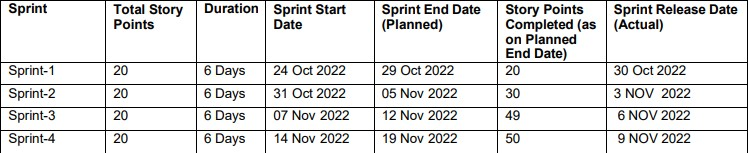 Sprint Total Story Points Duration Sprint Start Date Sprint End Date (Planned) Story Points Completed (as on Planned End Date) Sprint Release Date (Actual)
Sprint-1 20 6 Days 24 Oct 2022 29 Oct 2022 20 30 Oct 2022
Sprint-2 20 6 Days 31 Oct 2022 05 Nov 2022 30 3 NOV 2022
Sprint-3 20 6 Days 07 Nov 2022 12 Nov 2022 49 6 NOV 2022
Sprint-4 20 6 Days 14 Nov 2022 19 Nov 2022 50 9 NOV 2022